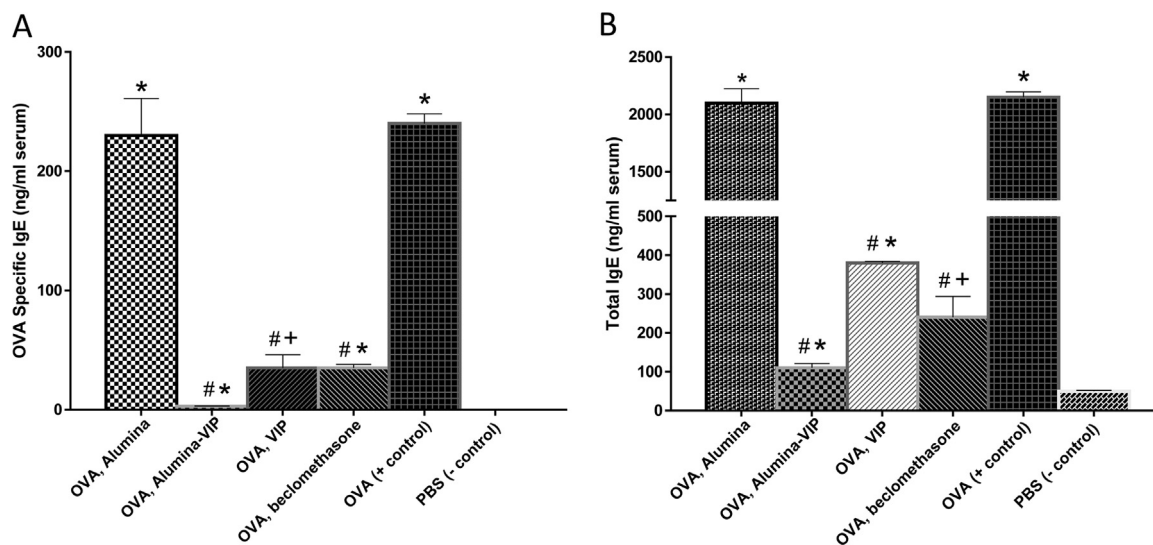 A
OVA Specific IgE (ng/ml serum)
300
200
100
0
*
# *
# +
# *
*
OVA, Alumina
OVA, Alumina-VIP
OVA, VIP
OVA, beclomethasone
OVA (+ control)
PBS (- control)
B
Total IgE (ng/ml serum)
2500
2000
1500
500
400
300
200
100
0
*
# *
# *
# +
*
OVA, Alumina
OVA, Alumina-VIP
OVA, VIP
OVA, beclomethasone
OVA (+ control)
PBS (- control)